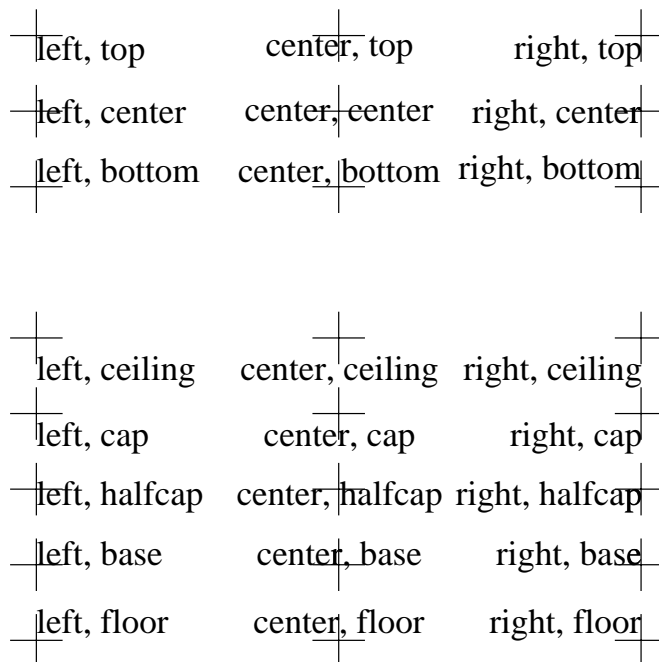 left, top center, top right, top
left, center center, center right, center
left, bottom center, bottom right, bottom
left, ceiling center, ceiling right, ceiling
left, cap center, cap right, cap
left, halfcap center, halfcap right, halfcap
left, base center, base right, base
left, floor center, floor right, floor